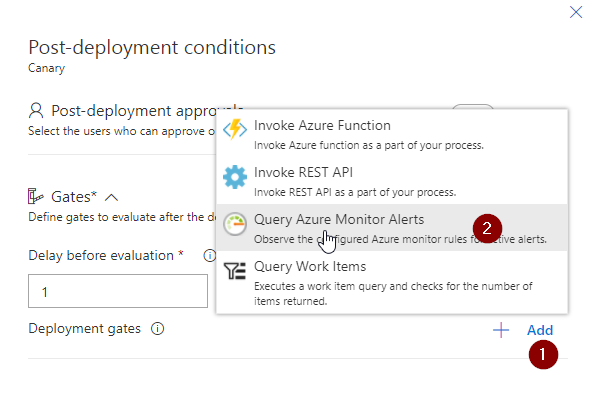 Post-deployment conditions
Canary
Post-deployment approvals
Select the users who can approve o
Invoke Azure Function
Invoke Azure function as a part of your process.
Invoke REST API
Invoke REST API as a part of your process.
Gates*
Define gates to evaluate after the d
Query Azure Monitor Alerts
2
Observe the configured Azure monitor rules for active alerts.
Delay before evaluation *
Query Work Items
Executes a work item query and checks for the number of
items returned.
1
Deployment gates
Add
1